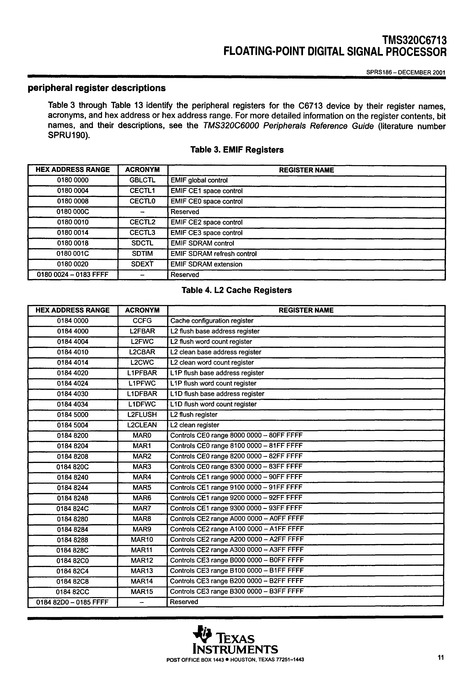 TMS320C6713
FLOATING-POINT DIGITAL SIGNAL PROCESSOR
SPRS186 – DECEMBER 2001
peripheral register descriptions
Table 3 through Table 13 identify the peripheral registers for the C6713 device by their register names,
acronyms, and hex address or hex address range. For more detailed information on the register contents, bit
names, and their descriptions, see the TMS320C6000 Peripherals Reference Guide (literature number
SPRU190).
Table 3. EMIF Registers
HEX ADDRESS RANGE ACRONYM REGISTER NAME
0180 0000 GBLCTL EMIF global control
0180 0004 CECTL1 EMIF CE1 space control
0180 0008 CECTL0 EMIF CE0 space control
0180 000C – Reserved
0180 0010 CECTL2 EMIF CE2 space control
0180 0014 CECTL3 EMIF CE3 space control
0180 0018 SDCTL EMIF SDRAM control
0180 001C SDTIM EMIF SDRAM refresh control
0180 0020 SDEXT EMIF SDRAM extension
0180 0024 – 0183 FFFF – Reserved
Table 4. L2 Cache Registers
HEX ADDRESS RANGE ACRONYM REGISTER NAME
0184 0000 CCFG Cache configuration register
0184 4000 L2FBAR L2 flush base address register
0184 4004 L2FWC L2 flush word count register
0184 4010 L2CBAR L2 clean base address register
0184 4014 L2CWC L2 clean word count register
0184 4020 L1PFBAR L1P flush base address register
0184 4024 L1PFWC L1P flush word count register
0184 4030 L1DFBAR L1D flush base address register
0184 4034 L1DFWC L1D flush word count register
0184 5000 L2FLUSH L2 flush register
0184 5004 L2CLEAN L2 clean register
0184 8200 MAR0 Controls CE0 range 8000 0000 – 80FF FFFF
0184 8204 MAR1 Controls CE0 range 8100 0000 – 81FF FFFF
0184 8208 MAR2 Controls CE0 range 8200 0000 – 82FF FFFF
0184 820C MAR3 Controls CE0 range 8300 0000 – 83FF FFFF
0184 8240 MAR4 Controls CE1 range 9000 0000 – 90FF FFFF
0184 8244 MAR5 Controls CE1 range 9100 0000 – 91FF FFFF
0184 8248 MAR6 Controls CE1 range 9200 0000 – 92FF FFFF
0184 824C MAR7 Controls CE1 range 9300 0000 – 93FF FFFF
0184 8280 MAR8 Controls CE2 range A000 0000 – A0FF FFFF
0184 8284 MAR9 Controls CE2 range A100 0000 – A1FF FFFF
0184 8288 MAR10 Controls CE2 range A200 0000 – A2FF FFFF
0184 828C MAR11 Controls CE2 range A300 0000 – A3FF FFFF
0184 82C0 MAR12 Controls CE3 range B000 0000 – B0FF FFFF
0184 82C4 MAR13 Controls CE3 range B100 0000 – B1FF FFFF
0184 82C8 MAR14 Controls CE3 range B200 0000 – B2FF FFFF
0184 82CC MAR15 Controls CE3 range B300 0000 – B3FF FFFF
0184 82D0 – 0185 FFFF – Reserved
TEXAS
INSTRUMENTS
POST OFFICE BOX 1443 • HOUSTON, TEXAS 77251–1443
11